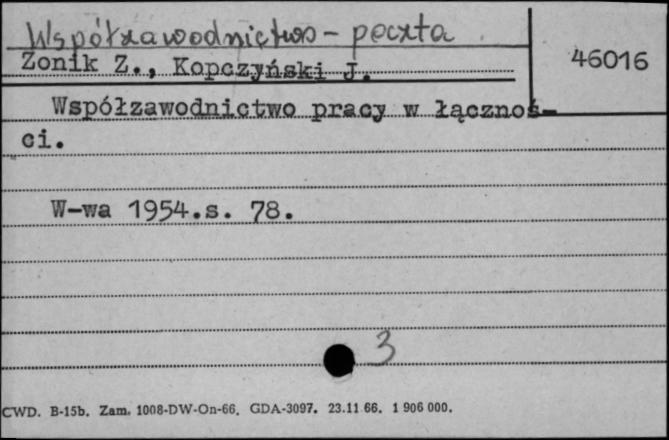 Współzawodnictwo - poczta
46016
Zonik Z., Kopczyński J.
Współzawodnictwo pracy w łącznoś-
ci.
W-wa 1954.s. 78.
3
CWD. B-15b. Zam. 1008-DW-On-66. GDA-3097. 23.11 66. 1 906 000.